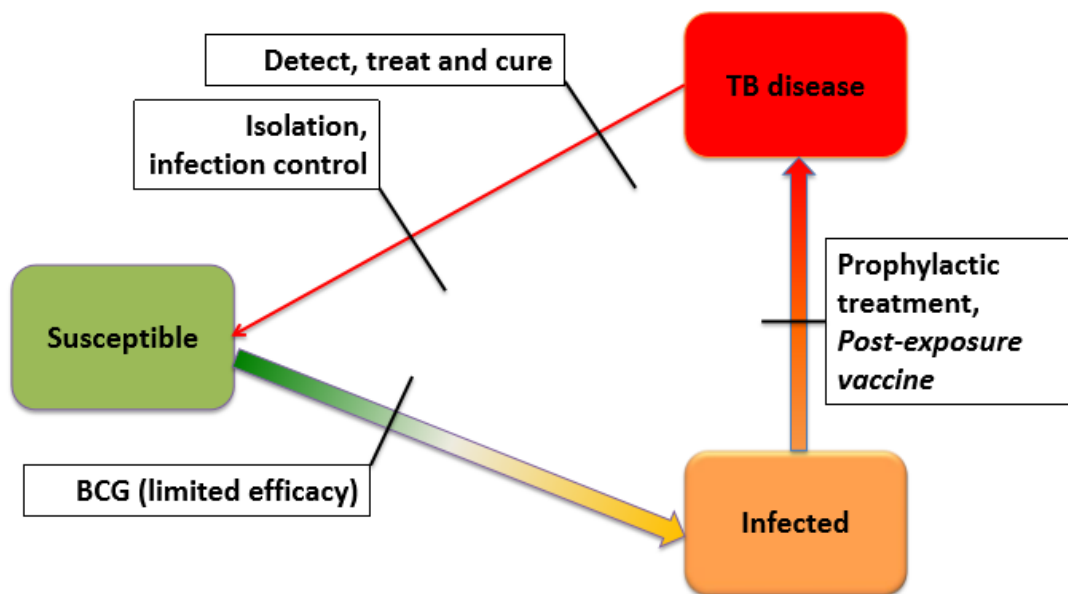 Detect, treat and cure
TB disease
Isolation,
infection control
Prophylactic
treatment,
Post-exposure
vaccine
Susceptible
BCG (limited efficacy)
Infected